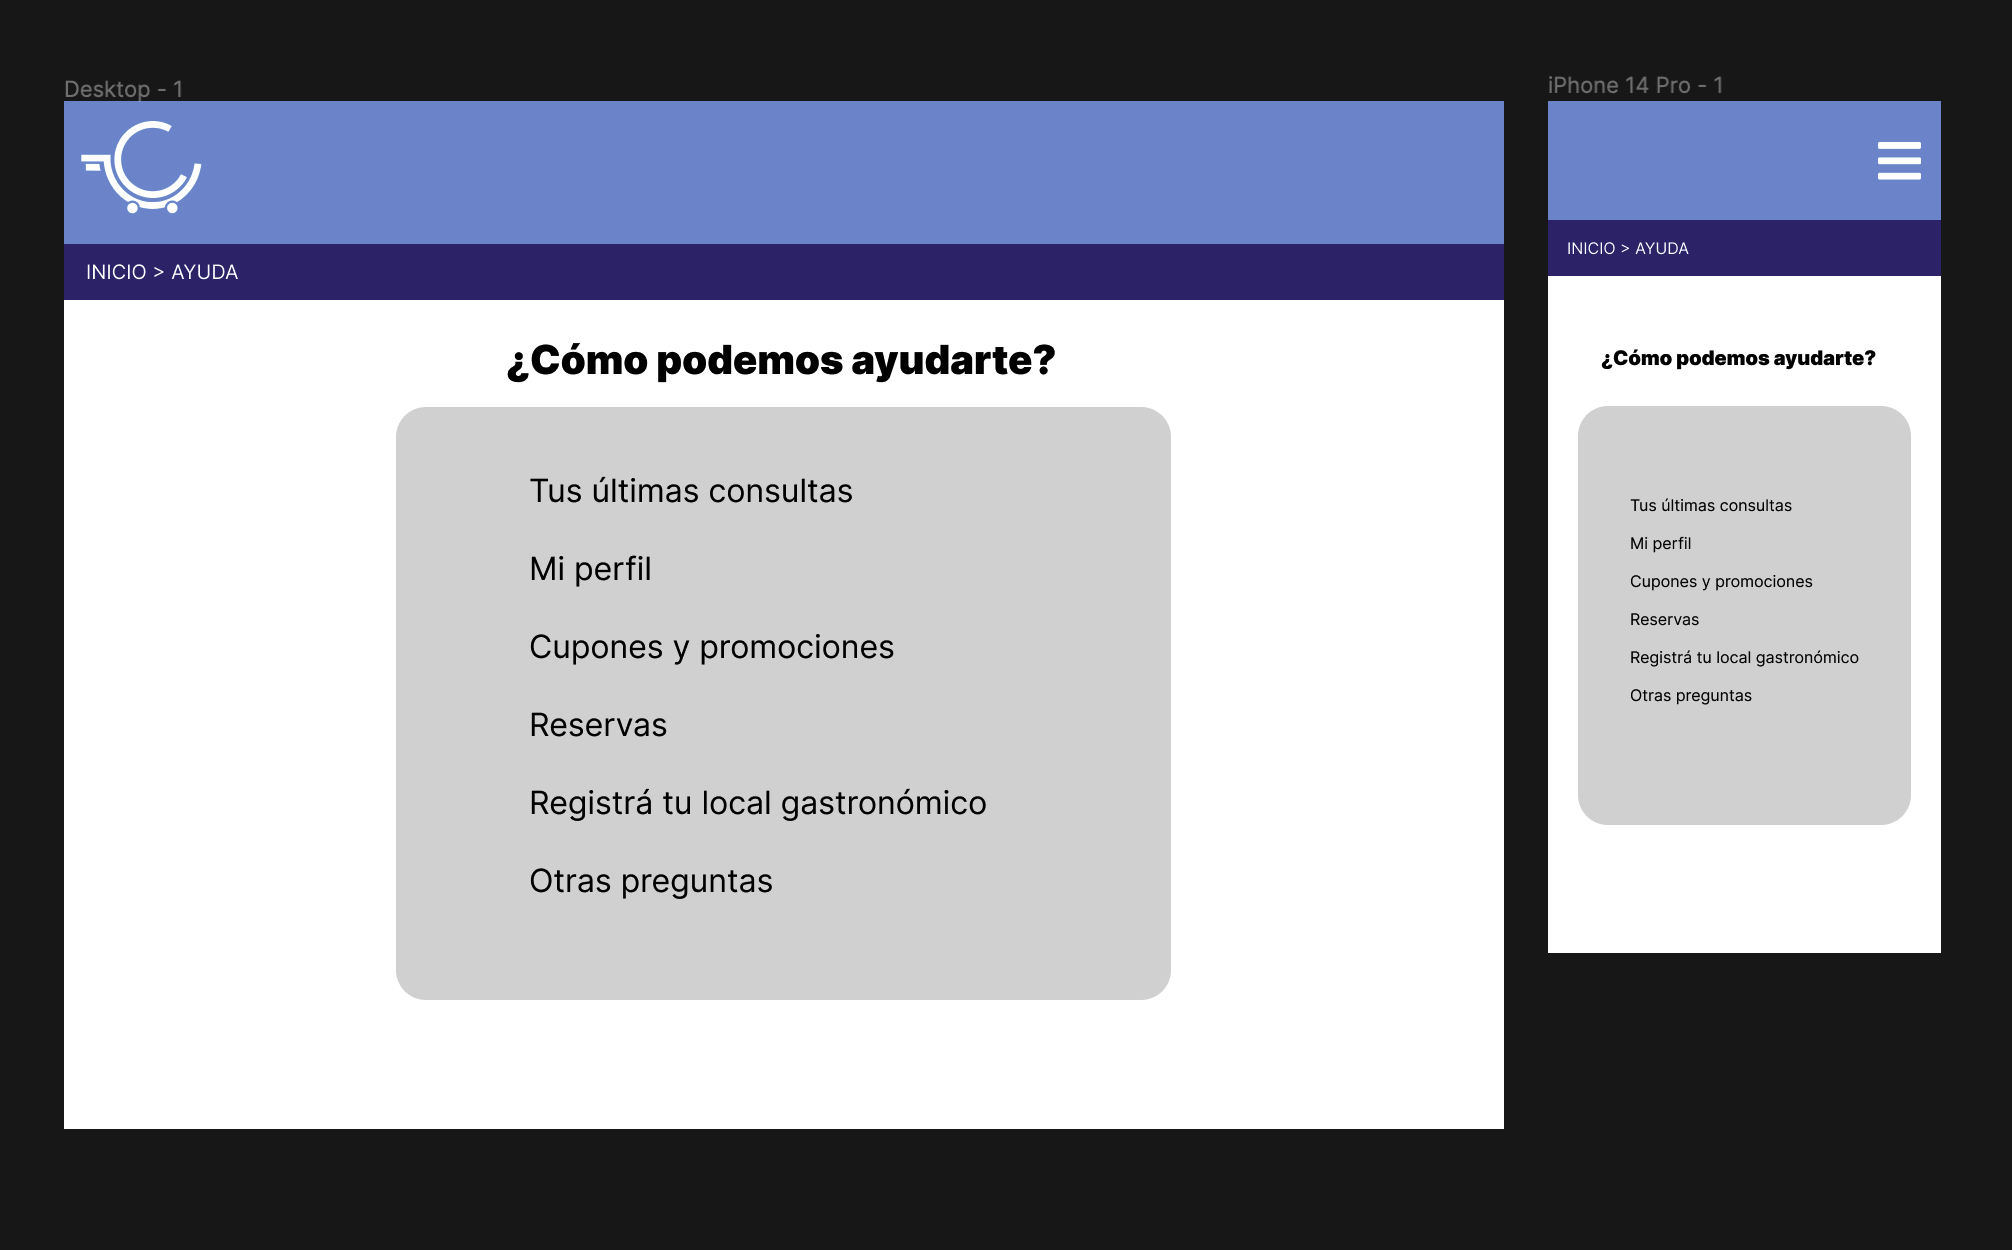 Desktop - 1
INICIO > AYUDA
¿Cómo podemos ayudarte?
Tus últimas consultas
Mi perfil
Cupones y promociones
Reservas
Registrá tu local gastronómico
Otras preguntas
iPhone 14 Pro - 1
INICIO > AYUDA
¿Cómo podemos ayudarte?
Tus últimas consultas
Mi perfil
Cupones y promociones
Reservas
Registrá tu local gastronómico
Otras preguntas